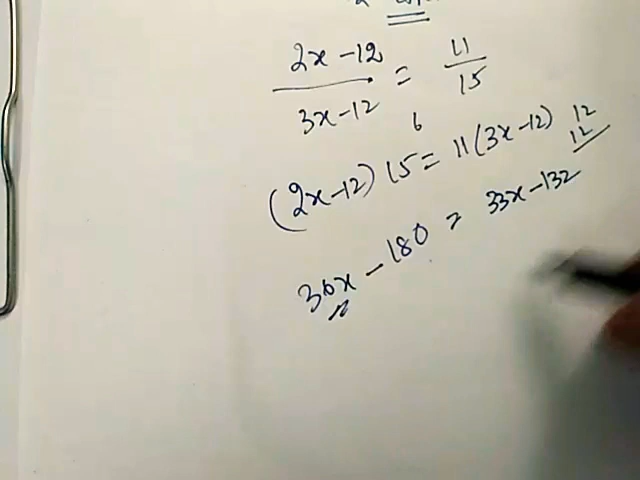 2x-12
3x-12
=
11
15
6
(2x-12) 15 = 11 (3x-12)
12
12
30x - 180 = 33x - 132